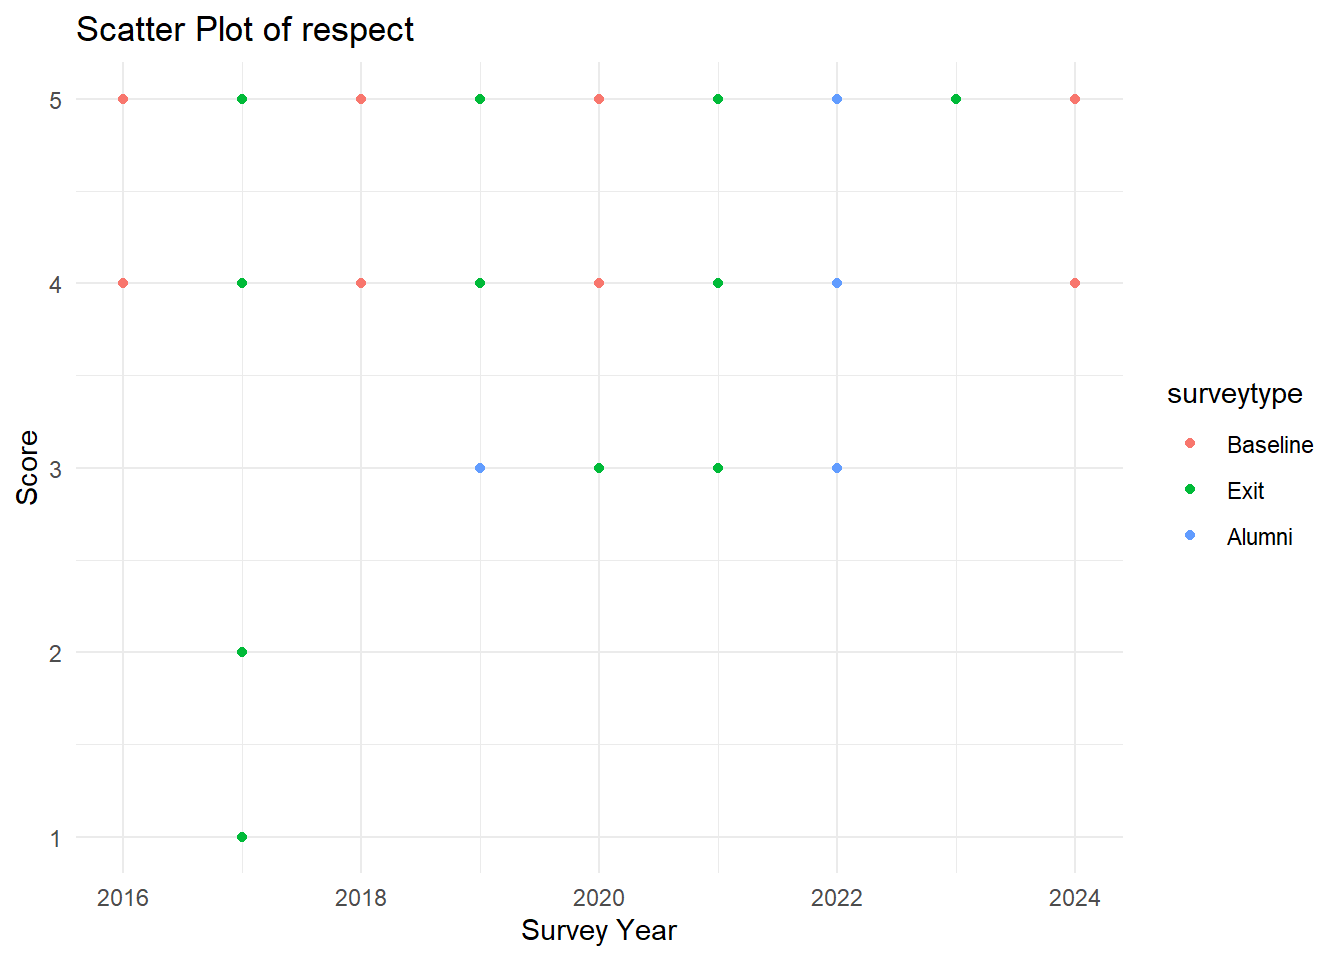 Scatter Plot of respect
5
4
3
2
1
Score
2016 2018 2020 2022 2024
Survey Year
surveytype
Baseline
Exit
Alumni